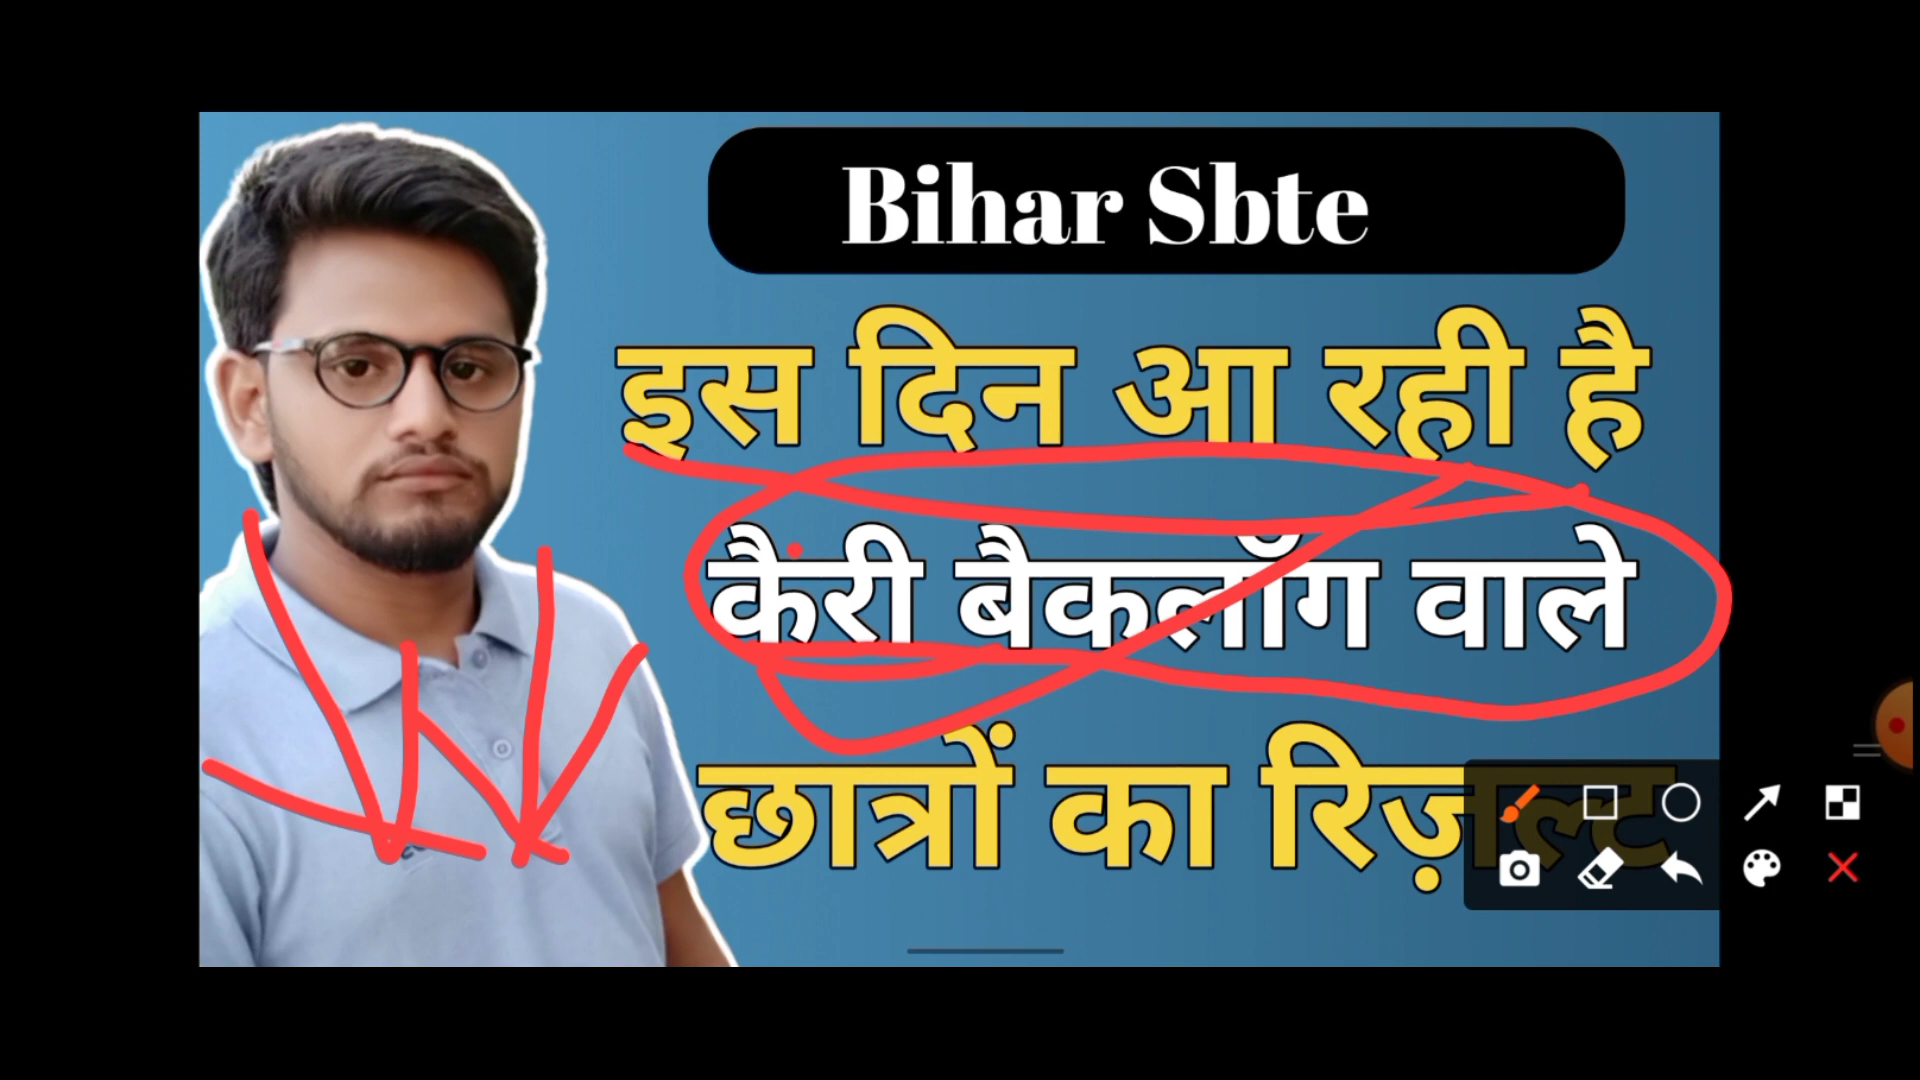 Bihar Sbte
इस दिन आ रही है
कैरी बैकलॉग वाले
छात्रों का रिज़ल्ट